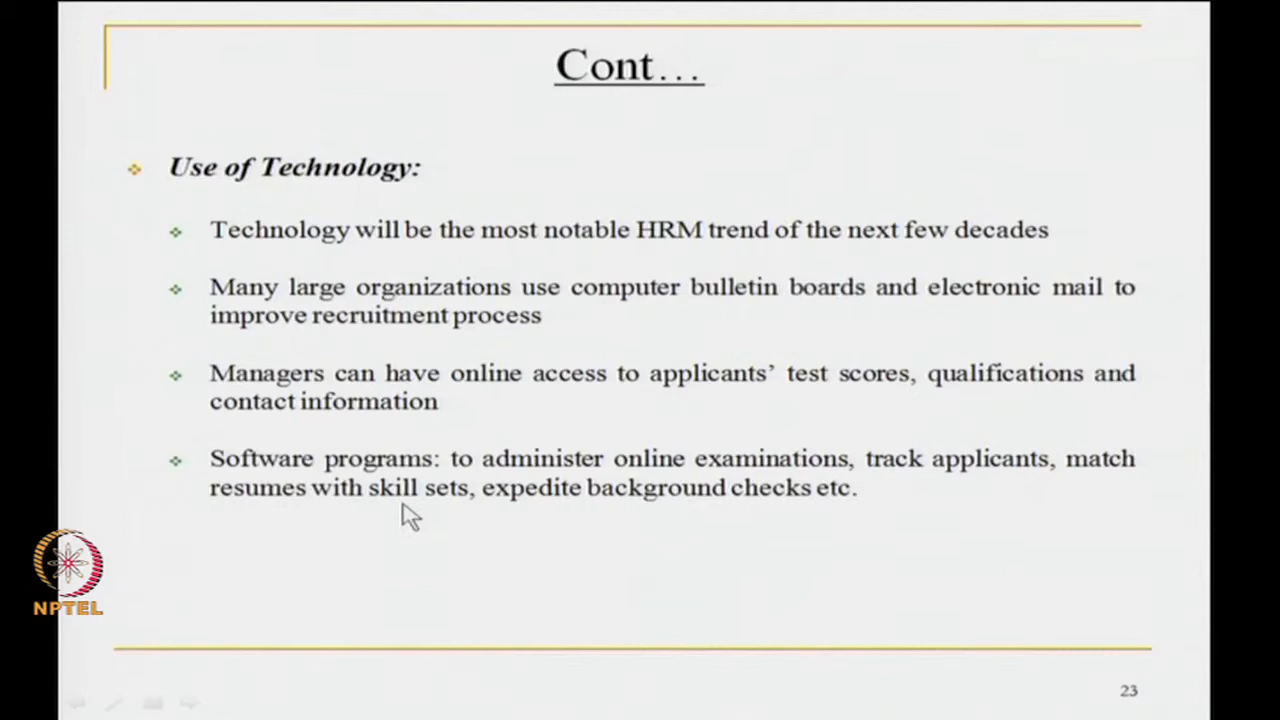 Cont...
Use of Technology:
Technology will be the most notable HRM trend of the next few decades
Many large organizations use computer bulletin boards and electronic mail to
improve recruitment process
Managers can have online access to applicants’ test scores, qualifications and
contact information
Software programs: to administer online examinations, track applicants, match
resumes with skill sets, expedite background checks etc.
NPTEL
23